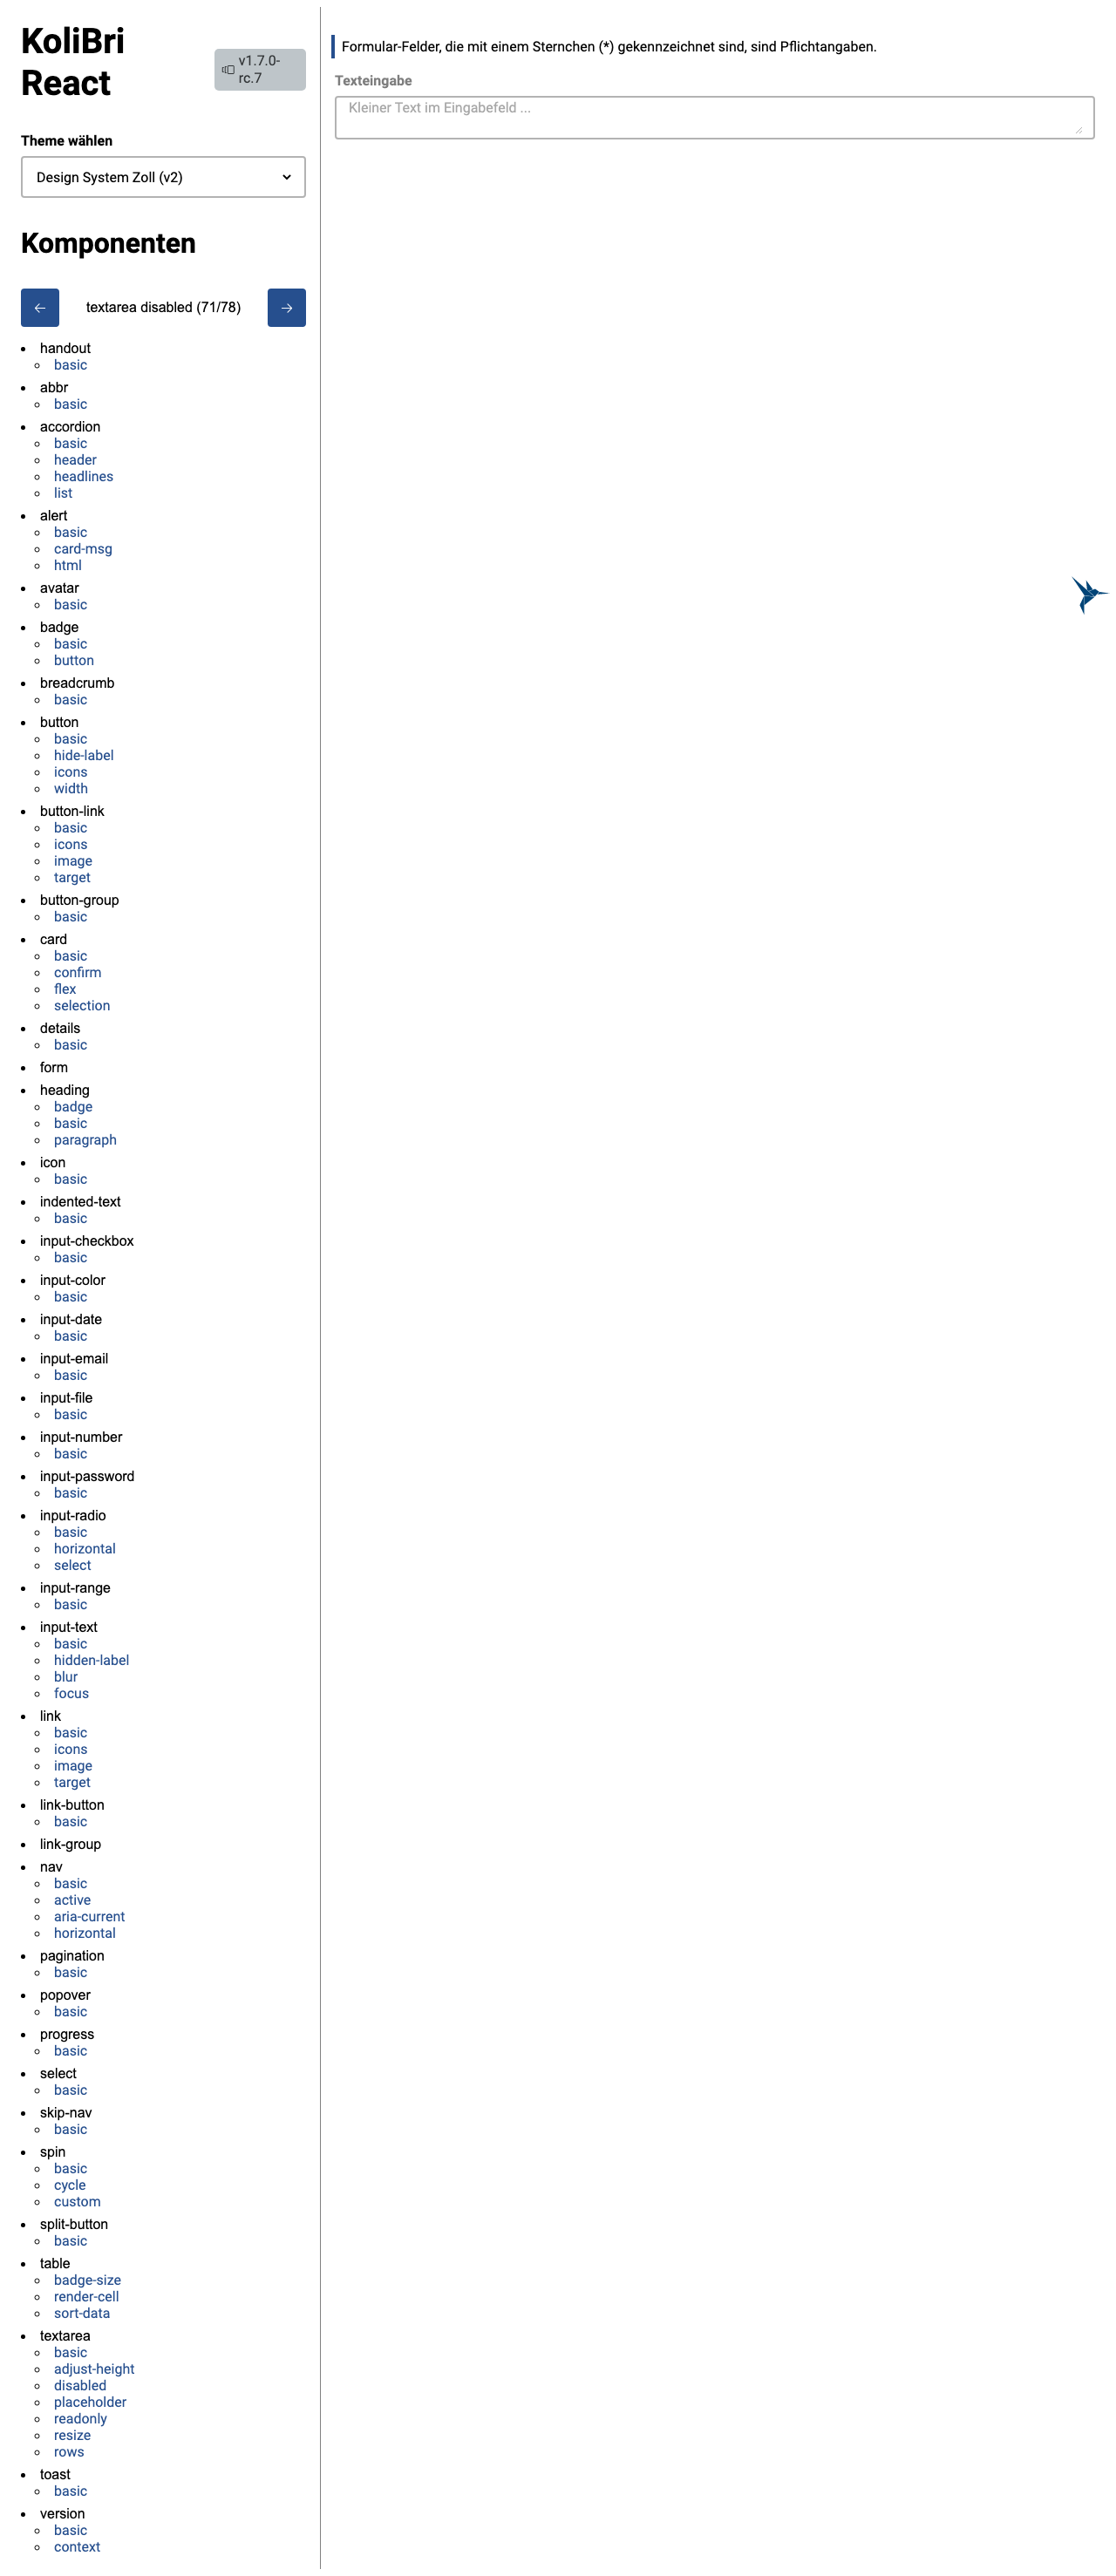 KoliBri
React
v1.7.0-
rc.7
Theme wählen
Design System Zoll (v2)
Komponenten
textarea disabled (71/78)
handout
basic
abbr
basic
accordion
basic
header
headlines
list
alert
basic
card-msg
html
avatar
basic
badge
basic
button
breadcrumb
basic
button
basic
hide-label
icons
width
button-link
basic
icons
image
target
button-group
basic
card
basic
confirm
flex
selection
details
basic
form
heading
badge
basic
paragraph
icon
basic
indented-text
basic
input-checkbox
basic
input-color
basic
input-date
basic
input-email
basic
input-file
basic
input-number
basic
input-password
basic
input-radio
basic
horizontal
select
input-range
basic
input-text
basic
hidden-label
blur
focus
link
basic
icons
image
target
link-button
basic
link-group
nav
basic
active
aria-current
horizontal
pagination
basic
popover
basic
progress
basic
select
basic
skip-nav
basic
spin
basic
cycle
custom
split-button
basic
table
badge-size
render-cell
sort-data
textarea
basic
adjust-height
disabled
placeholder
readonly
resize
rows
toast
basic
version
basic
context
Formular-Felder, die mit einem Sternchen (*) gekennzeichnet sind, sind Pflichtangaben.
Texteingabe
Kleiner Text im Eingabefeld ...